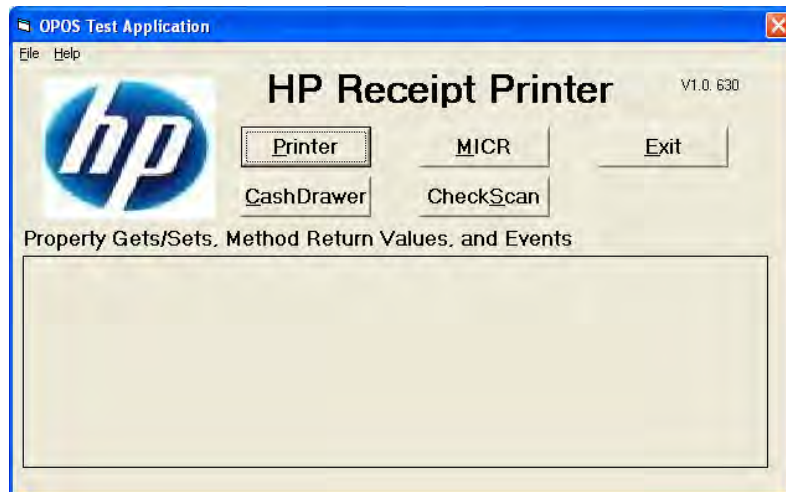 OPOS Test Application
File Help
hp
HP Receipt Printer
V1.0. 630
Printer MICR Exit
CashDrawer CheckScan
Property Gets/Sets, Method Return Values, and Events